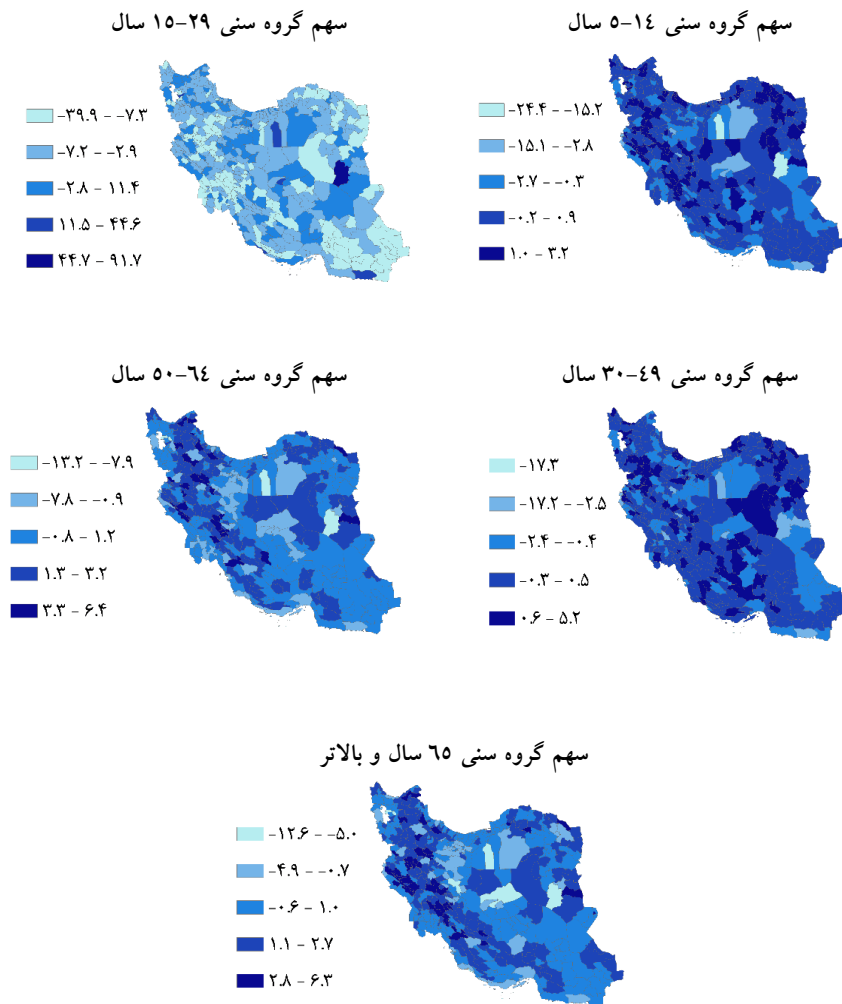 سهم گروه سنی ٥-١٤ سال
-۲۴.۴ - -۱۵.۲
-۱۵.۱ - -۲.۸
-۲.۷ - -۰.۳
-۰.۲ - ۰.۹
۱.۰ - ۳.۲
سهم گروه سنی ١٥-٢٩ سال
-۳۹.۹ - -۷.۳
-۷.۲ - -۲.۹
-۲.۸ - ۱۱.۴
۱۱.۵ - ۴۴.۶
۴۴.۷ - ۹۱.۷
سهم گروه سنی ٣٠-٤٩ سال
-۱۷.۳
-۱۷.۲ - -۲.۵
-۲.۴ - -۰.۴
-۰.۳ - ۰.۵
۰.۶ - ۵.۲
سهم گروه سنی ٥٠-٦٤ سال
-۱۳.۲ - -۷.۹
-۷.۸ - -۰.۹
-۰.۸ - ۱.۲
۱.۳ - ۳.۲
۳.۳ - ۶.۴
سهم گروه سنی ٦٥ سال و بالاتر
-۱۲.۶ - -۵.۰
-۴.۹ - -۰.۷
-۰.۶ - ۱.۰
۱.۱ - ۲.۷
۲.۸ - ۶.۳